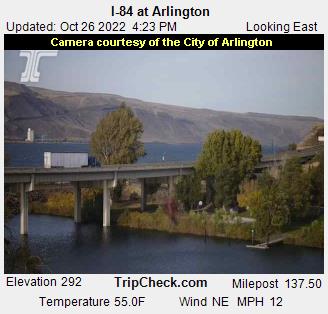 I-84 at Arlington
Updated: Oct 26 2022 4:23 PM Looking East
Camera courtesy of the City of Arlington
Elevation 292 TripCheck.com Milepost 137.50
Temperature 55.0F Wind NE MPH 12